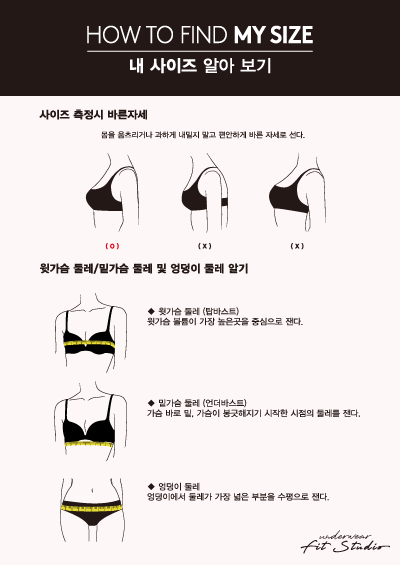 HOW TO FIND MY SIZE
내 사이즈 알아 보기
사이즈 측정시 바른자세
몸을 움츠리거나 과하게 내밀지 말고 편안하게 바른 자세로 선다.
( O ) ( X ) ( X )
윗가슴 둘레/밑가슴 둘레 및 엉덩이 둘레 알기
◆ 윗가슴 둘레 (탑바스트)
윗가슴 볼륨이 가장 높은곳을 중심으로 잰다.
◆ 밑가슴 둘레 (언더바스트)
가슴 바로 밑, 가슴이 봉긋해지기 시작한 시점의 둘레를 잰다.
◆ 엉덩이 둘레
엉덩이에서 둘레가 가장 넓은 부분을 수평으로 잰다.
underwear
Fit Studio